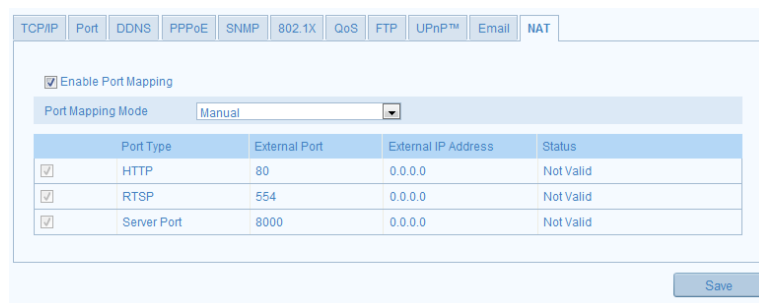 TCP/IP Port DDNS PPPoE SNMP 802.1X QoS FTP UPnP™ Email NAT
Enable Port Mapping
Port Mapping Mode Manual
Port Type External Port External IP Address Status
HTTP 80 0.0.0.0 Not Valid
RTSP 554 0.0.0.0 Not Valid
Server Port 8000 0.0.0.0 Not Valid
Save